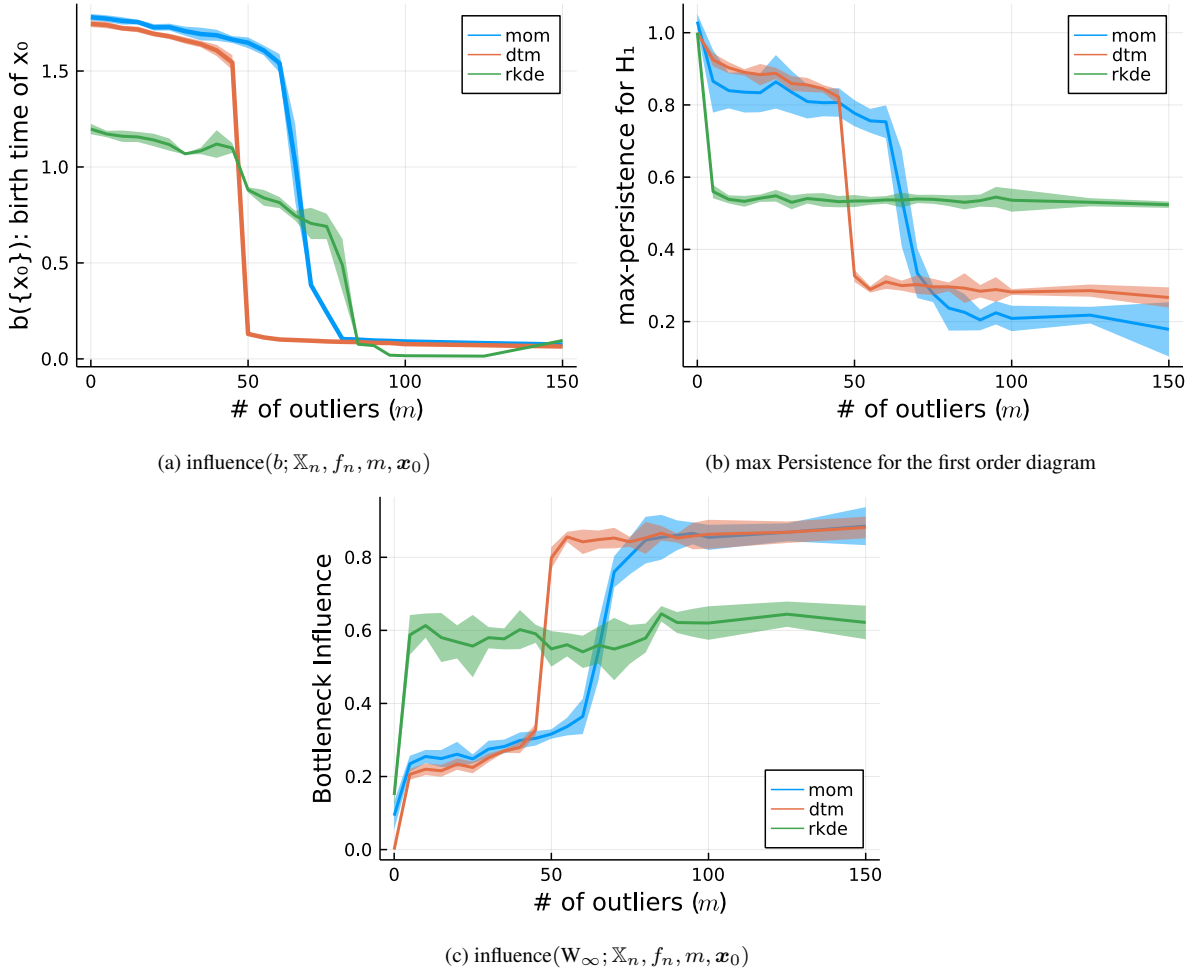 b({x₀}): birth time of x₀
1.5
1.0
0.5
0.0
mom
dtm
rkde
0
50
100
150
# of outliers (m)
(a) influence(b; 𝕏ₙ, fₙ, m, 𝒙₀)
max-persistence for H₁
1.0
0.8
0.6
0.4
0.2
mom
dtm
rkde
0
50
100
150
# of outliers (m)
(b) max Persistence for the first order diagram
Bottleneck Influence
0.8
0.6
0.4
0.2
0.0
mom
dtm
rkde
0
50
100
150
# of outliers (m)
(c) influence(W∞; 𝕏ₙ, fₙ, m, 𝒙₀)